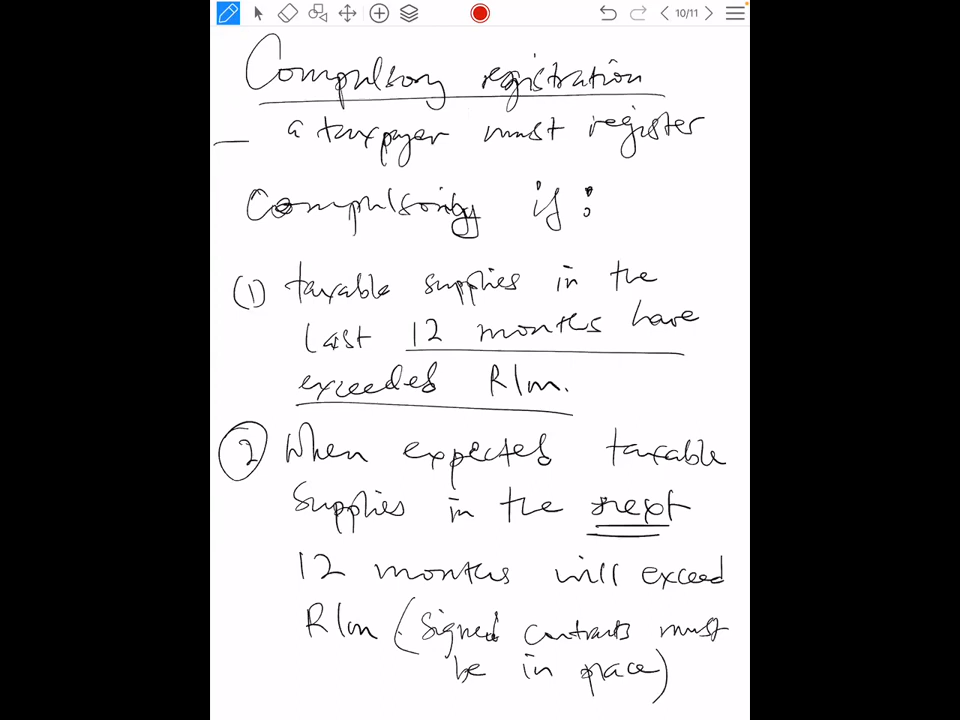 10/11
Compulsory registration
a taxpayer must register
Compulsorily if:
(1) taxable supplies in the
last 12 months have
exceeded R1m.
2 When expected taxable
Supplies in the next
12 months will exceed
R1m (Signed contracts must
be in place)